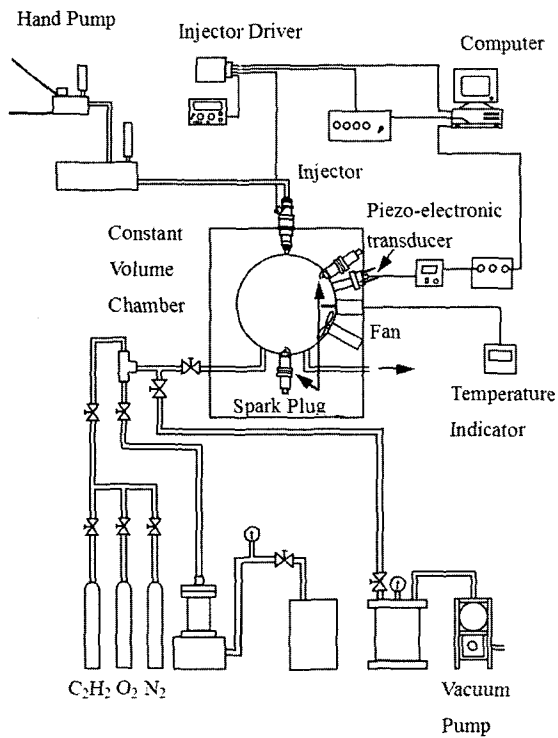 Hand Pump
Injector Driver
Computer
Injector
Piezo-electronic
transducer
Constant
Volume
Chamber
Fan
Spark Plug
Temperature
Indicator
C₂H₂ O₂ N₂
Vacuum
Pump